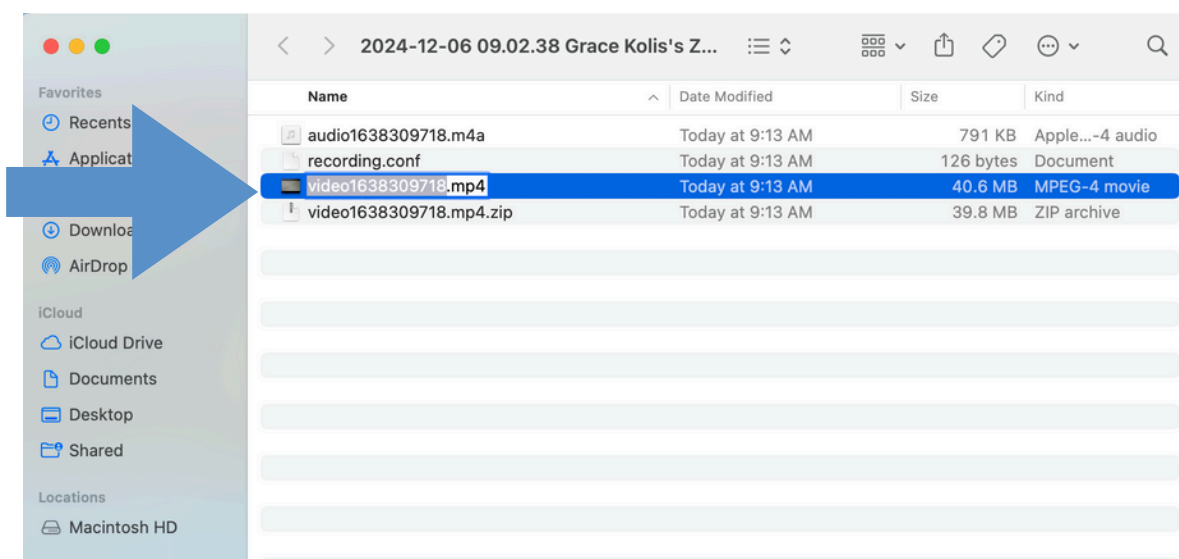 2024-12-06 09.02.38 Grace Kolis's Z...
Favorites
Recents
Applicat
Downloa
AirDrop
iCloud
iCloud Drive
Documents
Desktop
Shared
Locations
Macintosh HD
Name Date Modified Size Kind
audio1638309718.m4a Today at 9:13 AM 791 KB Apple...-4 audio
recording.conf Today at 9:13 AM 126 bytes Document
video1638309718.mp4 Today at 9:13 AM 40.6 MB MPEG-4 movie
video1638309718.mp4.zip Today at 9:13 AM 39.8 MB ZIP archive